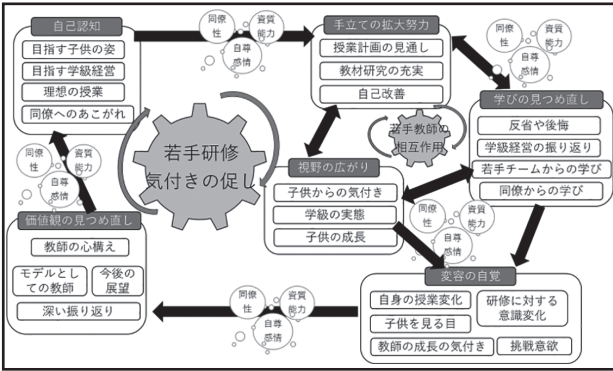 自己認知
目指す子供の姿
目指す学級経営
理想の授業
同僚へのあこがれ
同僚
性
資質
能力
自尊
感情
手立ての拡大努力
授業計画の見通し
教材研究の充実
自己改善
同僚
性
資質
能力
自尊
感情
学びの見つめ直し
反省や後悔
学級経営の振り返り
若手チームからの学び
同僚からの学び
若手研修
気付きの促し
若手教師の
相互作用
視野の広がり
子供からの気付き
学級の実態
子供の成長
同僚
性
資質
能力
自尊
感情
同僚
性
資質
能力
自尊
感情
価値観の見つめ直し
教師の心構え
モデルとし
ての教師
今後の
展望
深い振り返り
同僚
性
資質
能力
自尊
感情
変容の自覚
自身の授業変化
子供を見る目
教師の成長の気付き
研修に対する
意識変化
挑戦意欲